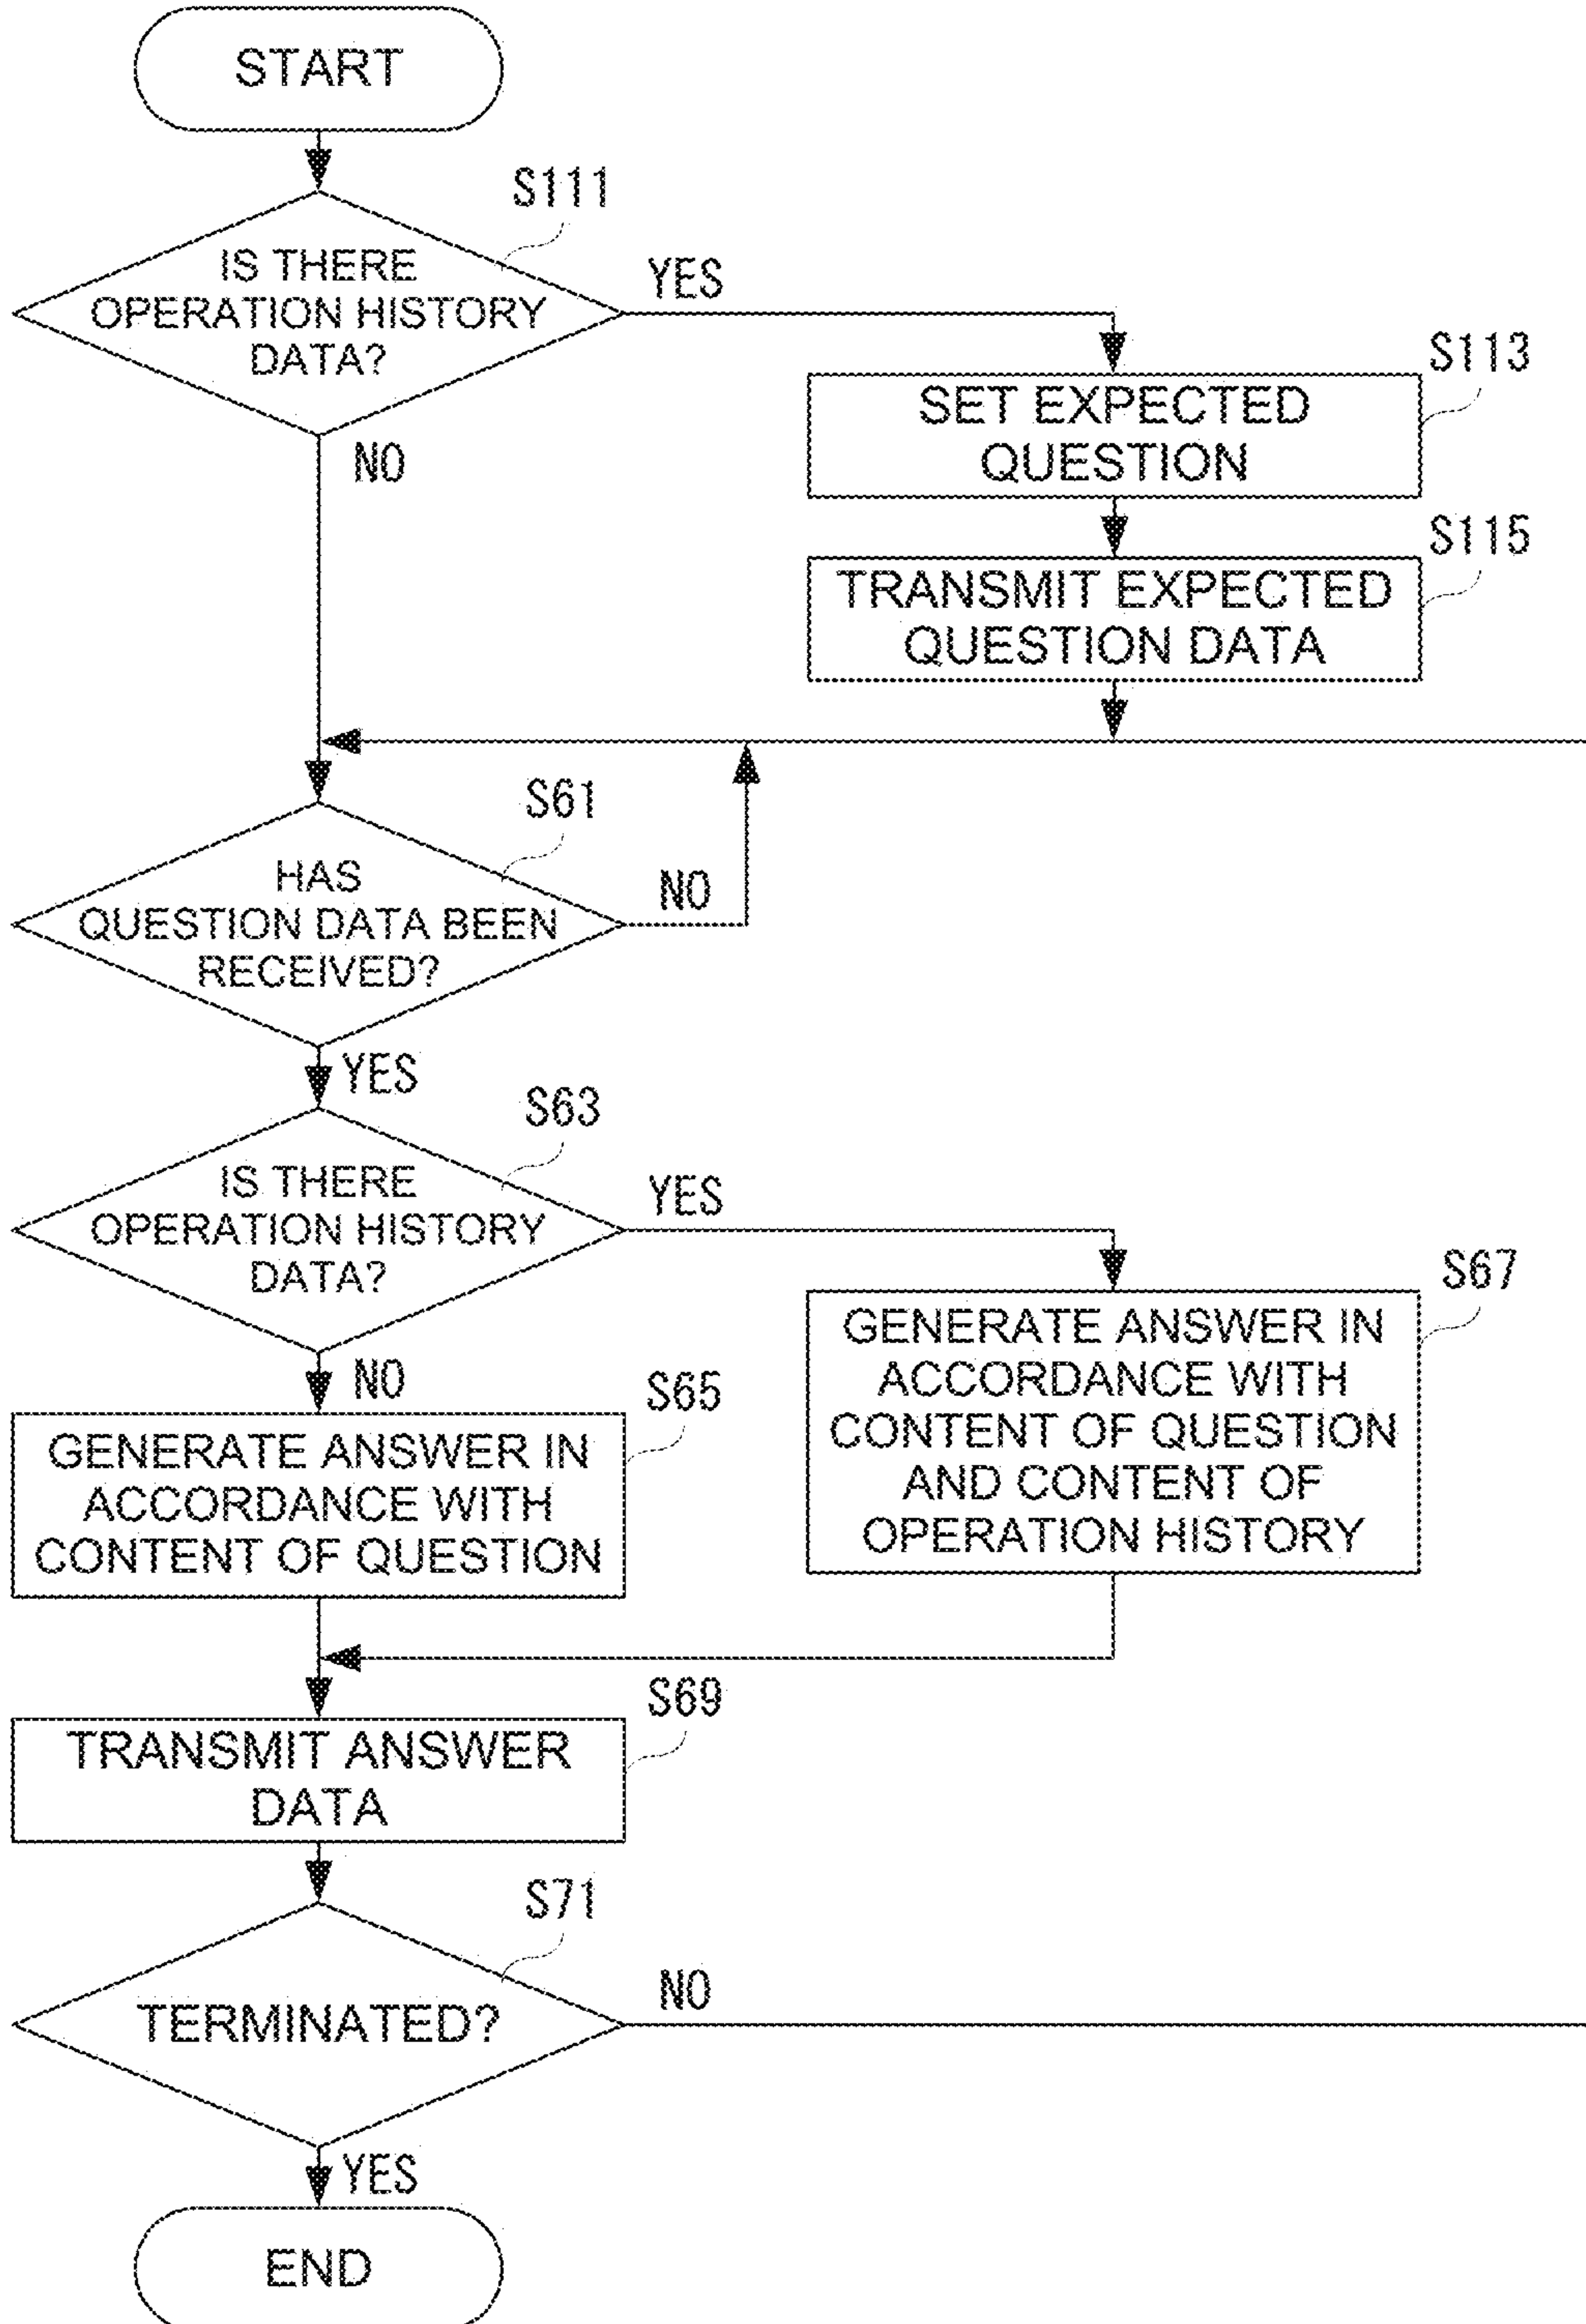 START
S111
IS THERE
OPERATION HISTORY
DATA?
YES
NO
S113
SET EXPECTED
QUESTION
S115
TRANSMIT EXPECTED
QUESTION DATA
S61
HAS
QUESTION DATA BEEN
RECEIVED?
NO
YES
S63
IS THERE
OPERATION HISTORY
DATA?
YES
NO
S67
GENERATE ANSWER IN
ACCORDANCE WITH
CONTENT OF QUESTION
AND CONTENT OF
OPERATION HISTORY
S65
GENERATE ANSWER IN
ACCORDANCE WITH
CONTENT OF QUESTION
S69
TRANSMIT ANSWER
DATA
S71
TERMINATED?
NO
YES
END